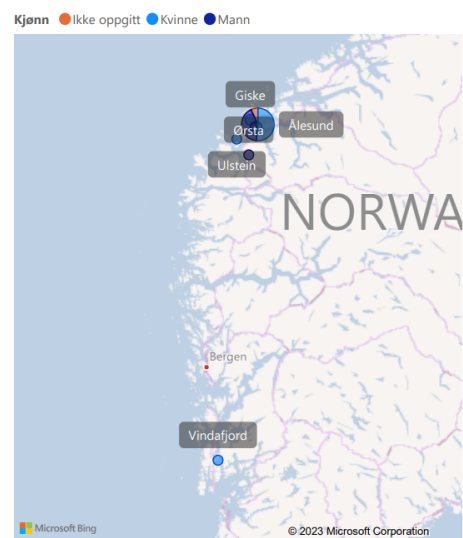 Kjønn Ikke oppgitt Kvinne Mann
Giske
Ørsta Ålesund
Ulstein
NORWA
Bergen
Vindafjord
Microsoft Bing © 2023 Microsoft Corporation